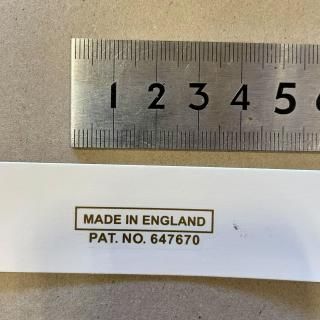 1 2 3 4 5
MADE IN ENGLAND
PAT. NO. 647670